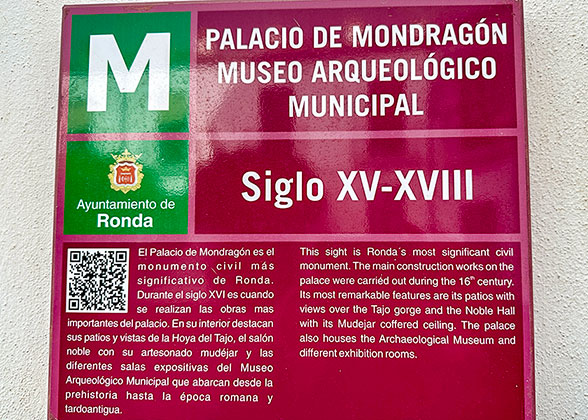 M
PALACIO DE MONDRAGÓN
MUSEO ARQUEOLÓGICO
MUNICIPAL
Ayuntamiento de
Ronda
Siglo XV-XVIII
El Palacio de Mondragón es el
monumento civil más
significativo de Ronda.
Durante el siglo XVI es cuando
se realizan las obras mas
importantes del palacio. En su interior destacan
sus patios y vistas de la Hoya del Tajo, el salón
noble con su artesonado mudéjar y las
diferentes salas expositivas del Museo
Arqueológico Municipal que abarcan desde la
prehistoria hasta la época romana y
tardoantigua.
This sight is Ronda´s most significant civil
monument. The main construction works on the
palace were carriéd out during the 16th century.
Its most remarkable features are its patios with
views over the Tajo gorge and the Noble Hall
with its Mudejar coffered ceiling. The palace
also houses the Archaeological Museum and
different exhibition rooms.